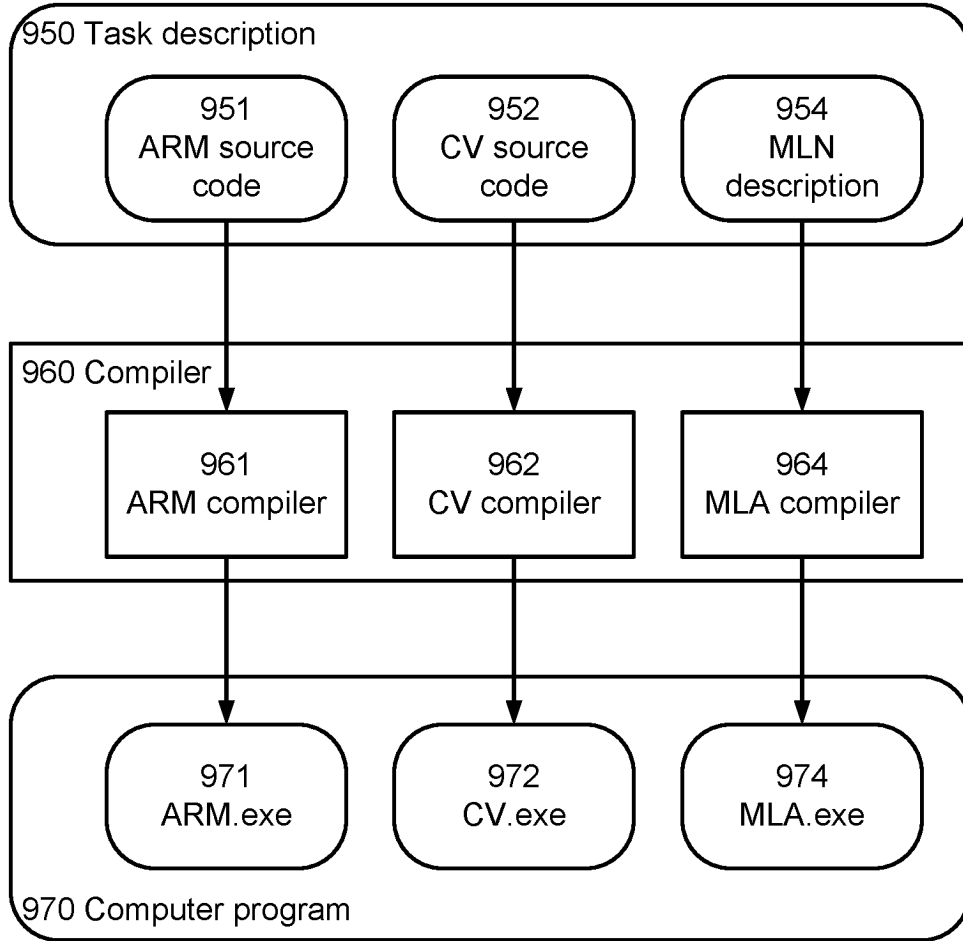 950 Task description
951
ARM source
code
952
CV source
code
954
MLN
description
960 Compiler
961
ARM compiler
962
CV compiler
964
MLA compiler
971
ARM.exe
972
CV.exe
974
MLA.exe
970 Computer program